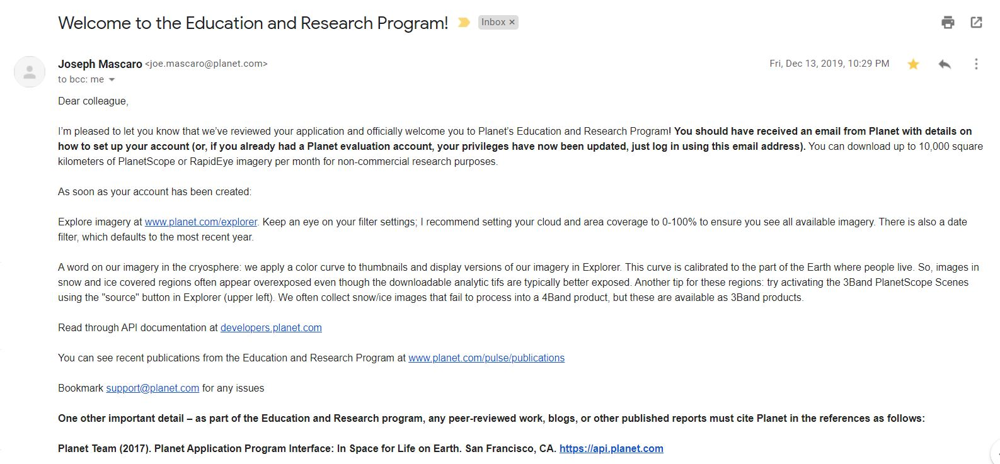 Welcome to the Education and Research Program! Inbox ×
Joseph Mascaro <joe.mascaro@planet.com> Fri, Dec 13, 2019, 10:29 PM
to bcc: me
Dear colleague,
I’m pleased to let you know that we’ve reviewed your application and officially welcome you to Planet’s Education and Research Program! You should have received an email from Planet with details on
how to set up your account (or, if you already had a Planet evaluation account, your privileges have now been updated, just log in using this email address). You can download up to 10,000 square
kilometers of PlanetScope or RapidEye imagery per month for non-commercial research purposes.
As soon as your account has been created:
Explore imagery at www.planet.com/explorer. Keep an eye on your filter settings; I recommend setting your cloud and area coverage to 0-100% to ensure you see all available imagery. There is also a date
filter, which defaults to the most recent year.
A word on our imagery in the cryosphere: we apply a color curve to thumbnails and display versions of our imagery in Explorer. This curve is calibrated to the part of the Earth where people live. So, images in
snow and ice covered regions often appear overexposed even though the downloadable analytic tifs are typically better exposed. Another tip for these regions: try activating the 3Band PlanetScope Scenes
using the "source" button in Explorer (upper left). We often collect snow/ice images that fail to process into a 4Band product, but these are available as 3Band products.
Read through API documentation at developers.planet.com
You can see recent publications from the Education and Research Program at www.planet.com/pulse/publications
Bookmark support@planet.com for any issues
One other important detail – as part of the Education and Research program, any peer-reviewed work, blogs, or other published reports must cite Planet in the references as follows:
Planet Team (2017). Planet Application Program Interface: In Space for Life on Earth. San Francisco, CA. https://api.planet.com